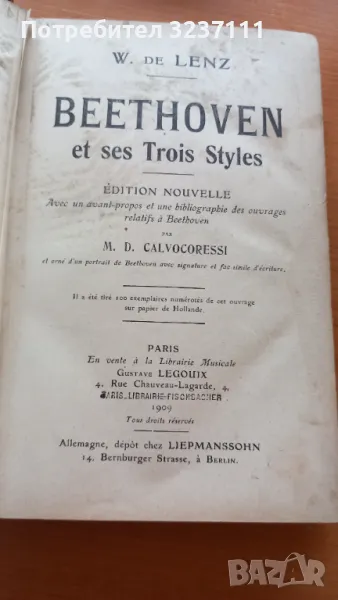 Потребител 3237111
W. DE LENZ
BEETHOVEN
et ses Trois Styles
ÉDITION NOUVELLE
Avec un avant-propos et une bibliographie des ouvrages
relatifs à Beethoven
PAR
M. D. CALVOCORESSI
et orné d'un portrait de Beethoven avec signature et fac simile d'écriture.
Il a été tiré 100 exemplaires numérotés de cet ouvrage
sur papier de Hollande.
PARIS
En vente à la Librairie Musicale
GUSTAVE LEGOUIX
4, Rue Chauveau-Lagarde, 4,
PARIS-LIBRAIRIE-FISCHBACHER
1909
Tous droits réservés
Allemagne, dépôt chez LIEPMANSSOHN
14, Bernburger Strasse, à BERLIN.
BAZAR.bg